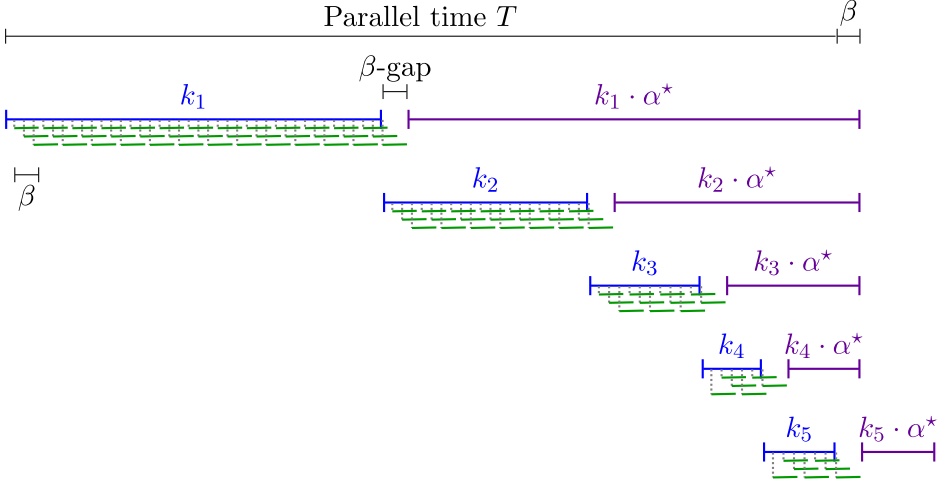 Parallel time T
β
β-gap
k₁
k₁ · α⋆
β
k₂
k₂ · α⋆
k₃
k₃ · α⋆
k₄
k₄ · α⋆
k₅
k₅ · α⋆